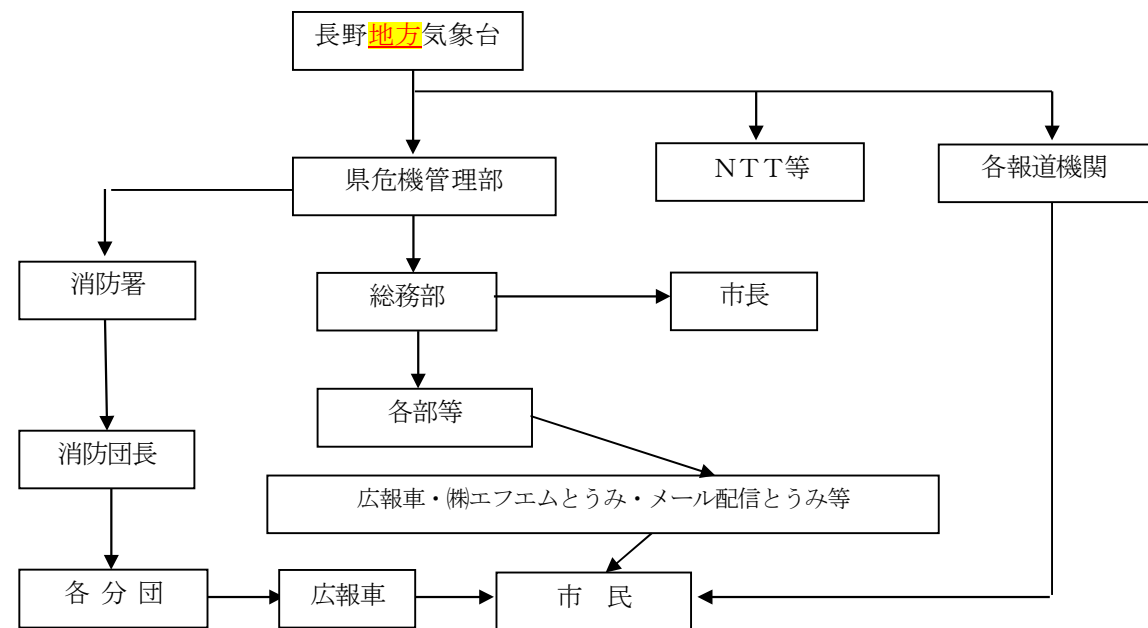 長野地方気象台
県危機管理部
ＮＴＴ等
各報道機関
消防署
総務部
市長
各部等
消防団長
広報車・㈱エフエムとうみ・メール配信とうみ等
各 分 団
広報車
市　民